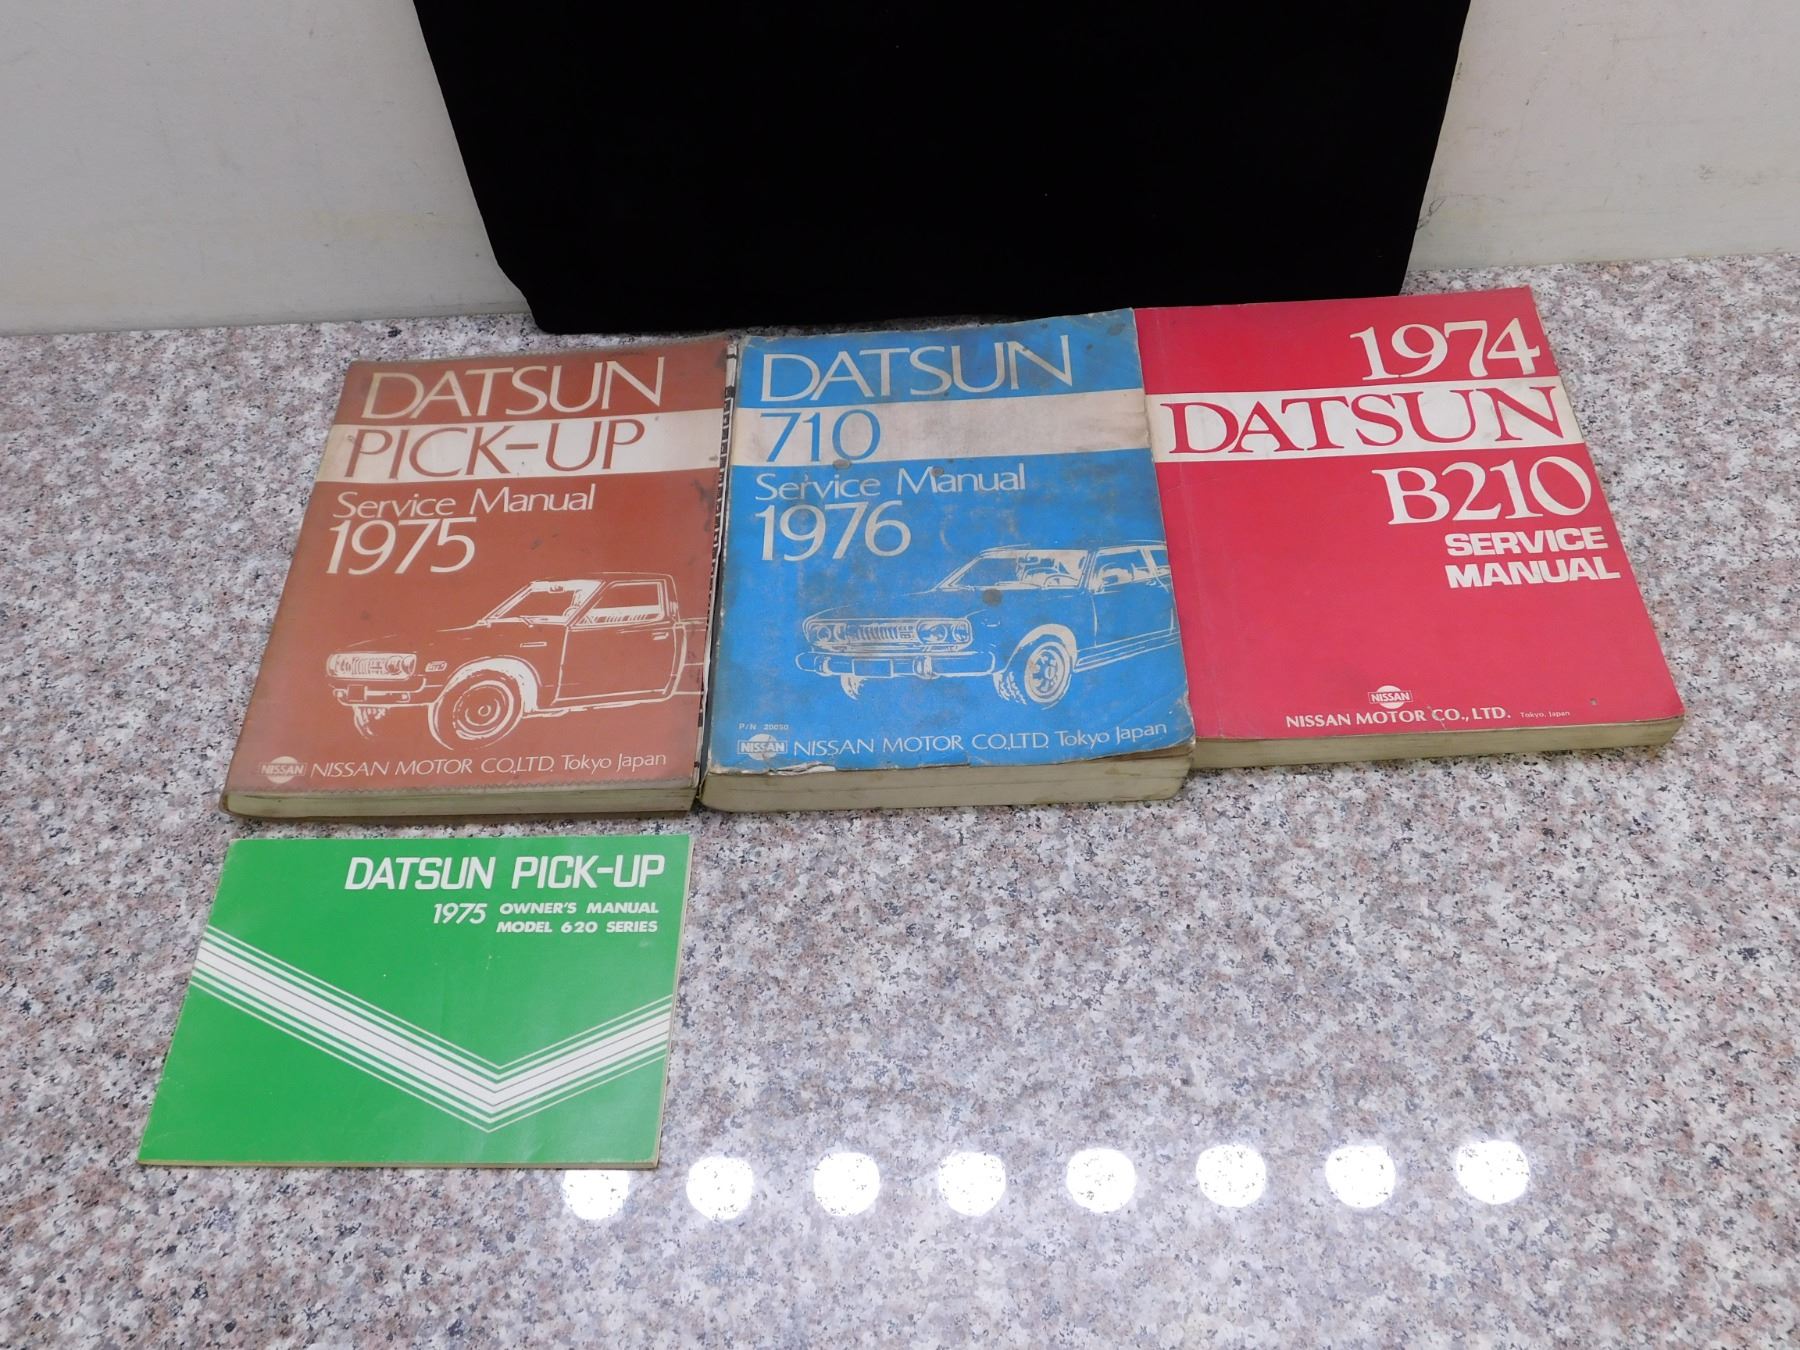 DATSUN
PICK-UP
Service Manual
1975
NISSAN
NISSAN MOTOR CO.,LTD. Tokyo Japan
DATSUN
710
Service Manual
1976
P/N 20050
NISSAN
NISSAN MOTOR CO.,LTD. Tokyo Japan
1974
DATSUN
B210
SERVICE
MANUAL
NISSAN
NISSAN MOTOR CO., LTD. Tokyo, Japan
DATSUN PICK-UP
1975 OWNER'S MANUAL
MODEL 620 SERIES